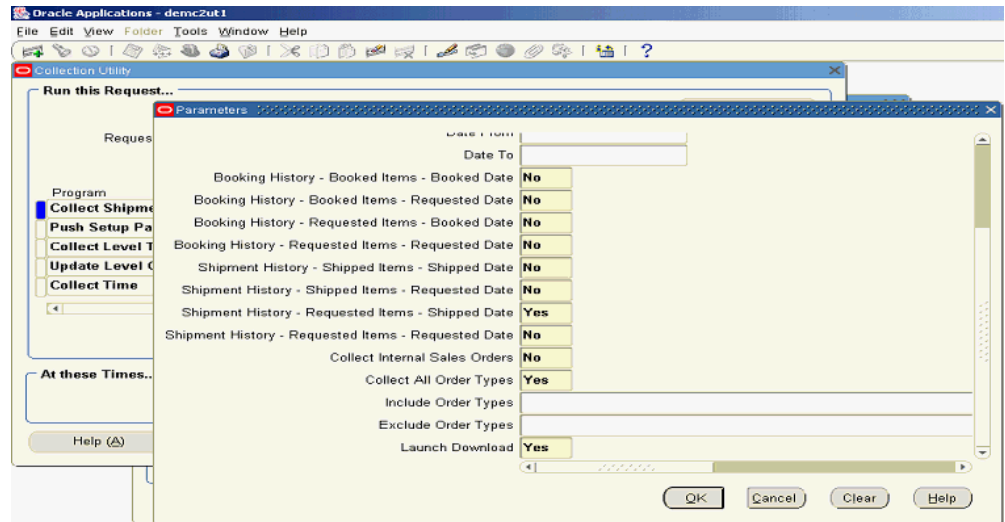 Oracle Applications - demc2ut1
File Edit View Folder Tools Window Help
Collection Utility
Run this Request...
Parameters
Reques
Date From
Date To
Booking History - Booked Items - Booked Date No
Program
Booking History - Booked Items - Requested Date No
Collect Shipme
Booking History - Requested Items - Booked Date No
Push Setup Pa
Booking History - Requested Items - Requested Date No
Collect Level T
Shipment History - Shipped Items - Shipped Date No
Update Level C
Shipment History - Shipped Items - Requested Date No
Collect Time
Shipment History - Requested Items - Shipped Date Yes
Shipment History - Requested Items - Requested Date No
Collect Internal Sales Orders No
At these Times...
Collect All Order Types Yes
Include Order Types
Exclude Order Types
Help (A)
Launch Download Yes
OK Cancel Clear Help